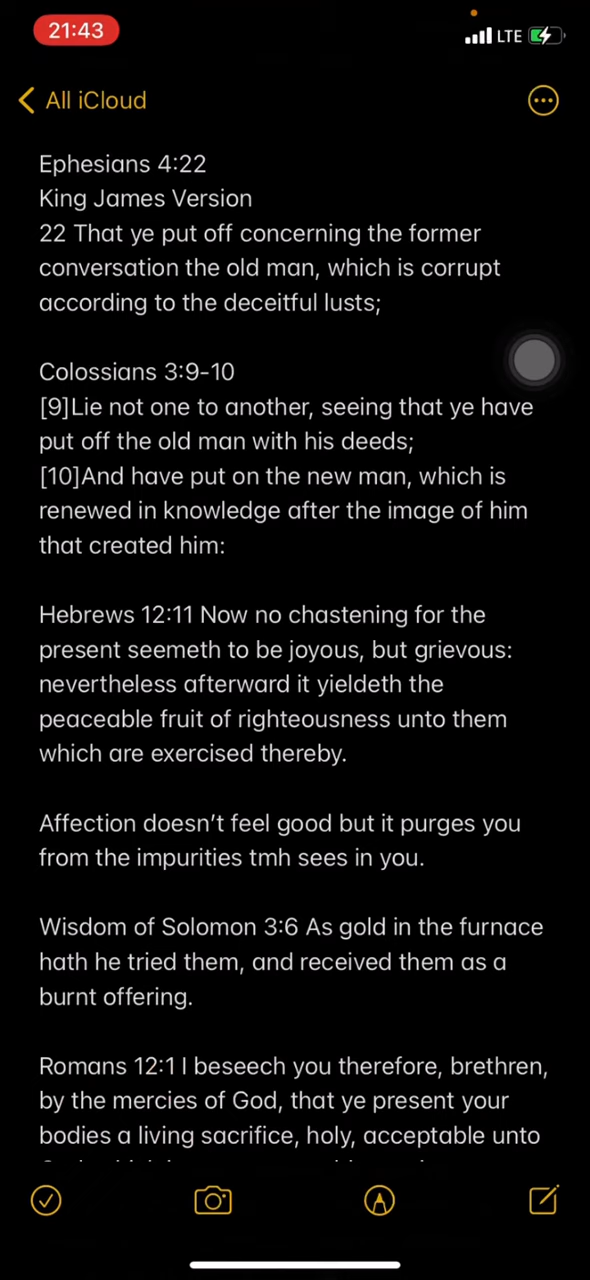 21:43
LTE
All iCloud
Ephesians 4:22
King James Version
22 That ye put off concerning the former
conversation the old man, which is corrupt
according to the deceitful lusts;
Colossians 3:9-10
[9]Lie not one to another, seeing that ye have
put off the old man with his deeds;
[10]And have put on the new man, which is
renewed in knowledge after the image of him
that created him:
Hebrews 12:11 Now no chastening for the
present seemeth to be joyous, but grievous:
nevertheless afterward it yieldeth the
peaceable fruit of righteousness unto them
which are exercised thereby.
Affection doesn’t feel good but it purges you
from the impurities tmh sees in you.
Wisdom of Solomon 3:6 As gold in the furnace
hath he tried them, and received them as a
burnt offering.
Romans 12:1 I beseech you therefore, brethren,
by the mercies of God, that ye present your
bodies a living sacrifice, holy, acceptable unto